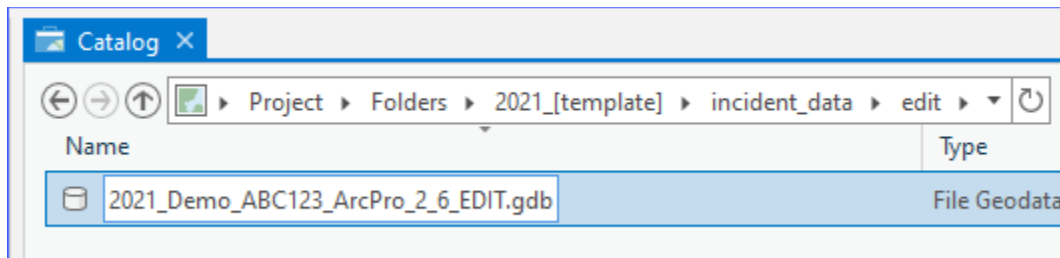 Catalog
Project Folders 2021_[template] incident_data edit
Name Type
2021_Demo_ABC123_ArcPro_2_6_EDIT.gdb File Geodata